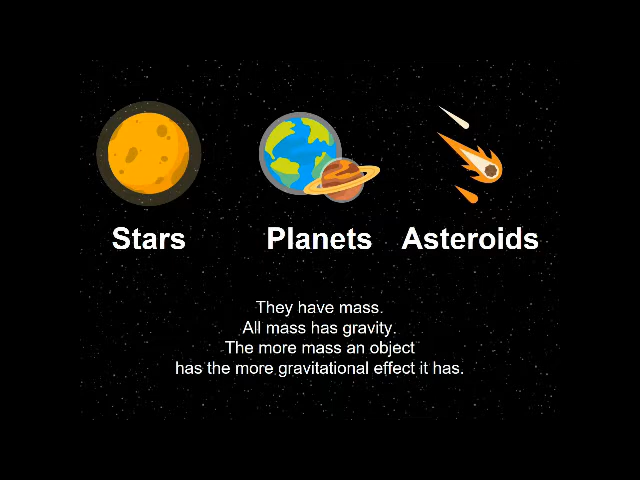 Stars Planets Asteroids
They have mass.
All mass has gravity.
The more mass an object
has the more gravitational effect it has.